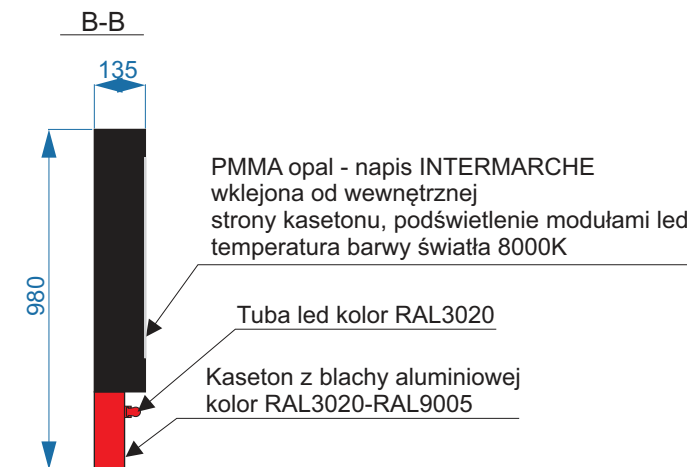 B-B
135
980
PMMA opal - napis INTERMARCHE
wklejona od wewnętrznej
strony kasetonu, podświetlenie modułami led
temperatura barwy światła 8000K
Tuba led kolor RAL3020
Kaseton z blachy aluminiowej
kolor RAL3020-RAL9005